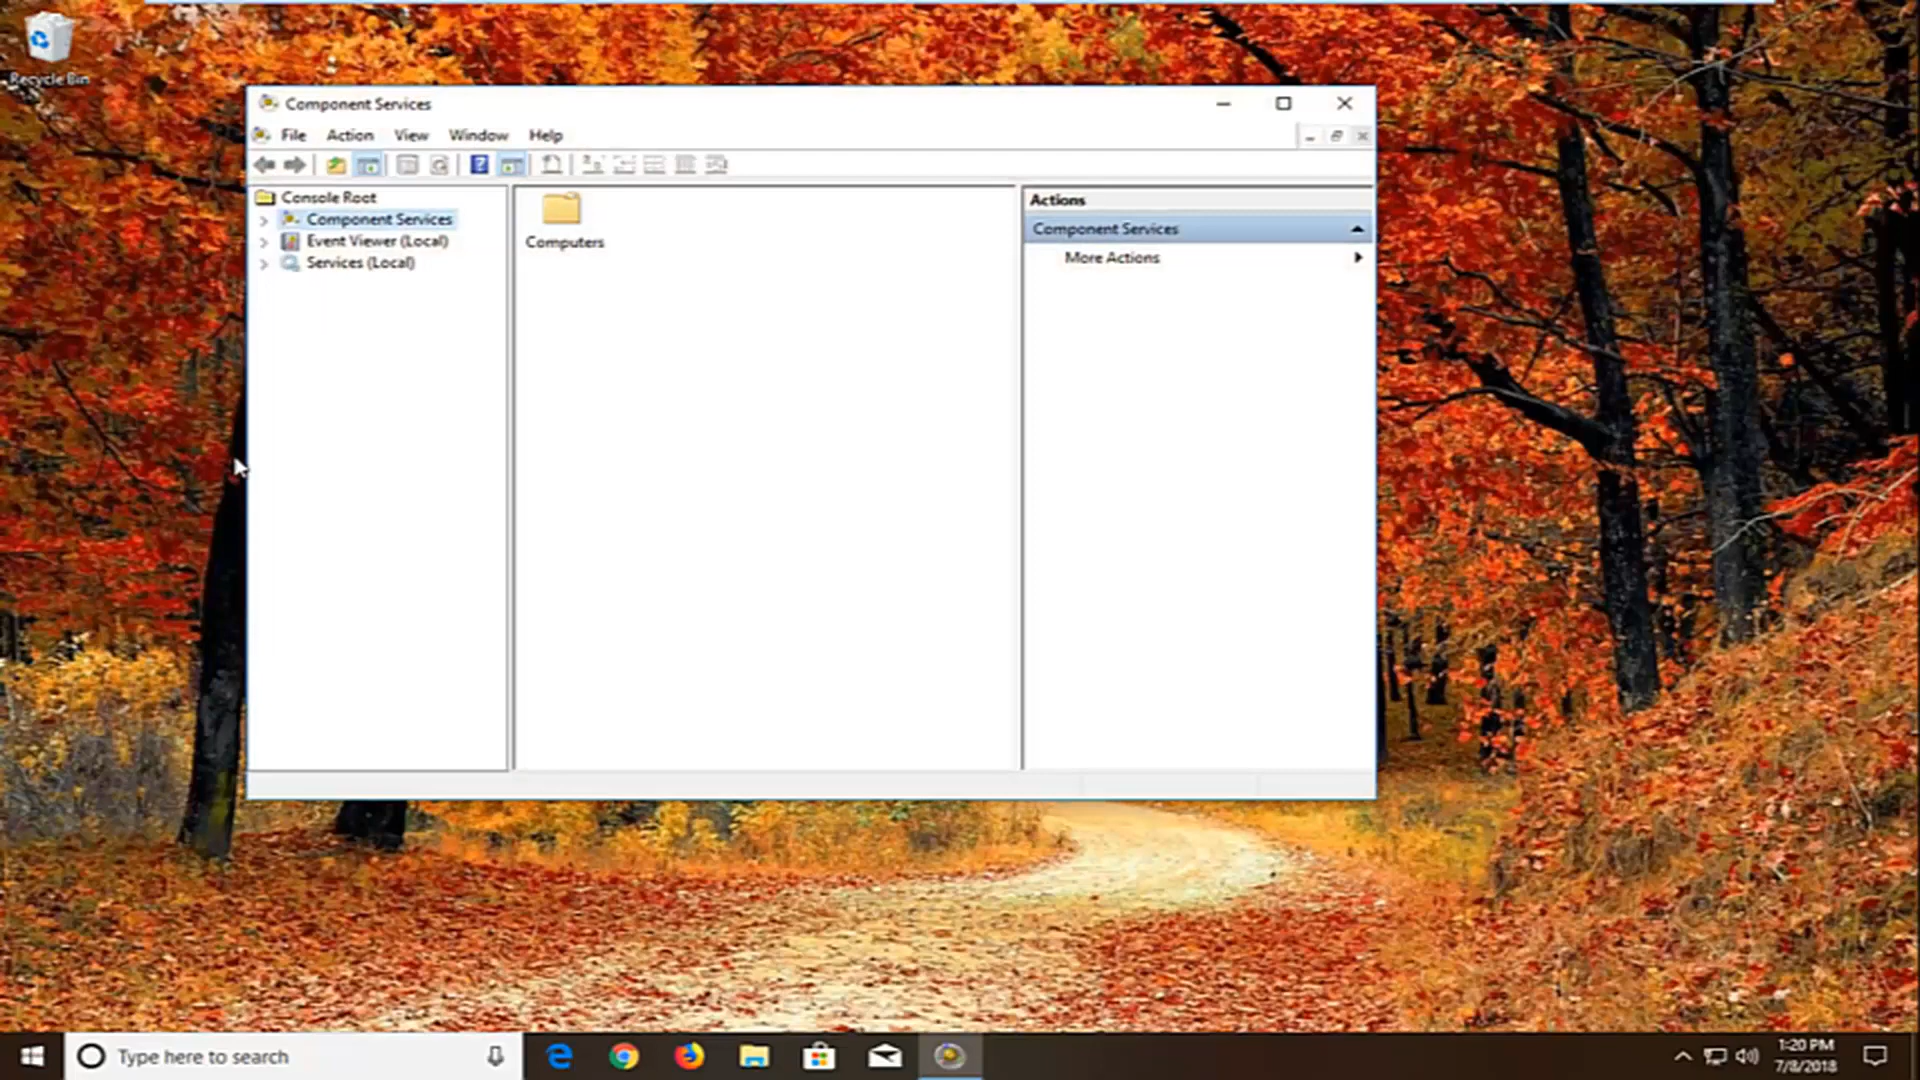 Recycle Bin
Component Services
File Action View Window Help
Console Root
Component Services
Event Viewer (Local)
Services (Local)
Computers
Actions
Component Services
More Actions
Type here to search
1:20 PM
7/8/2018